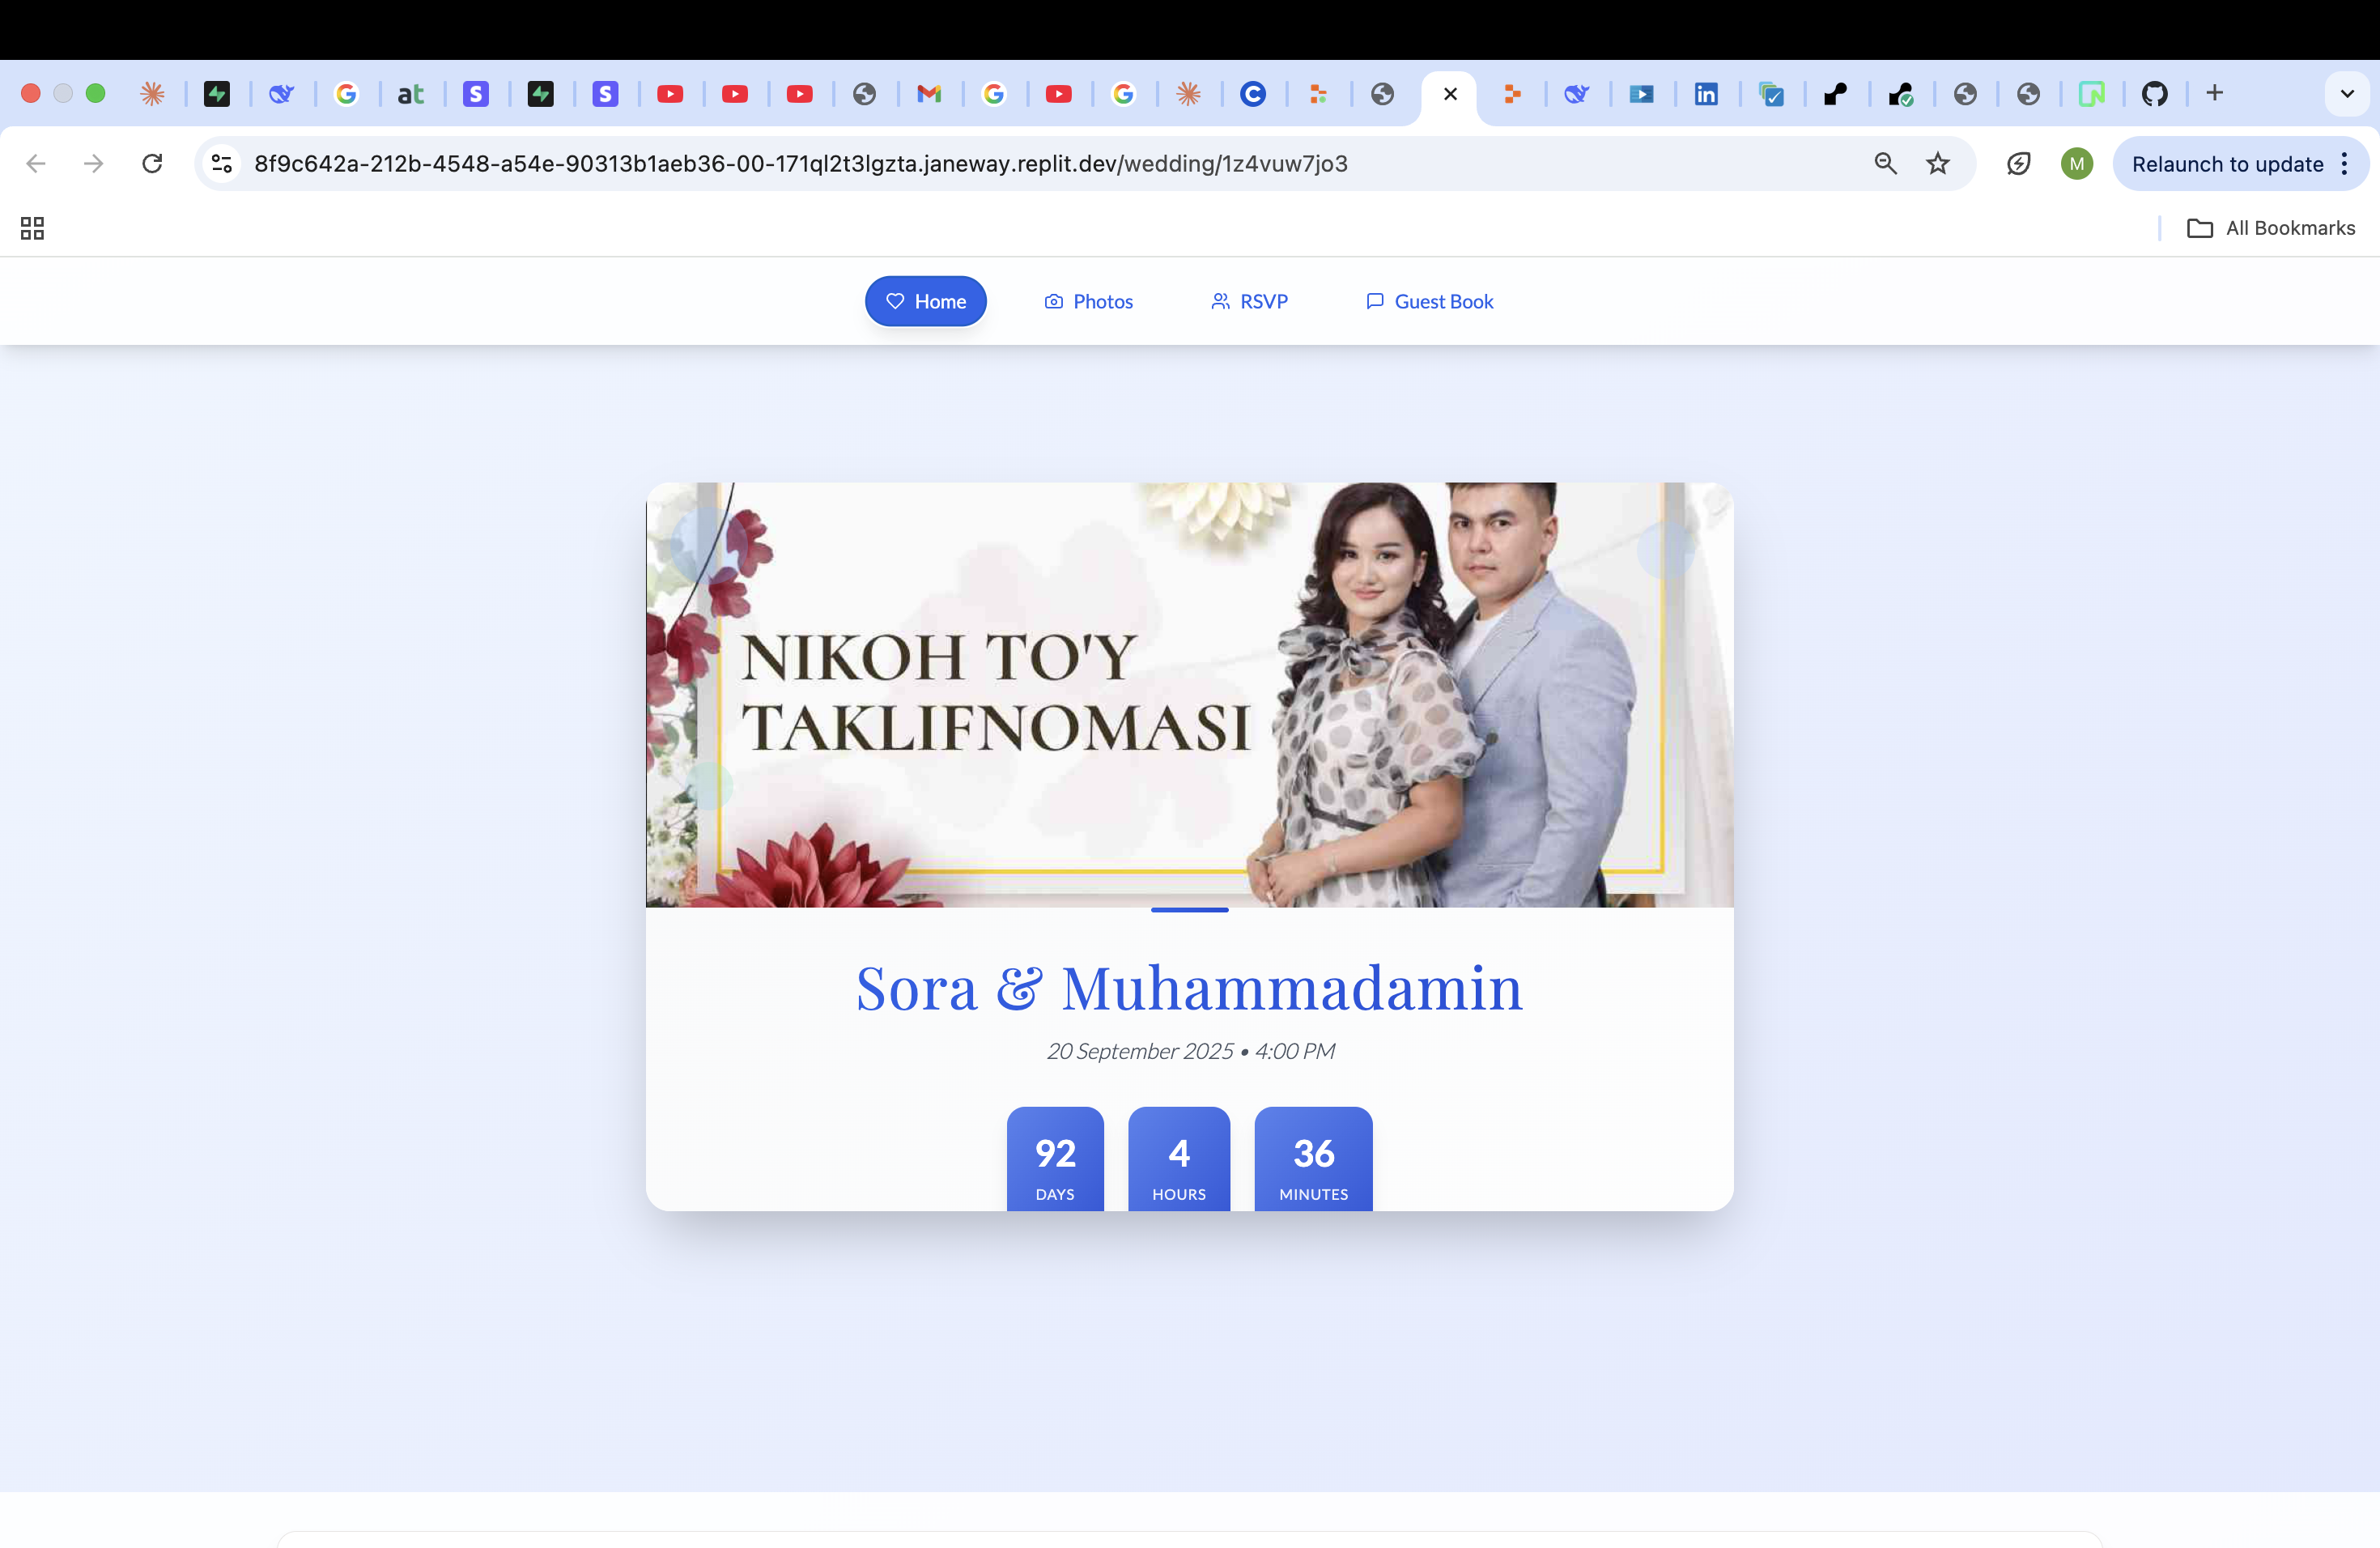 at
S
S
C
in
N
8f9c642a-212b-4548-a54e-90313b1aeb36-00-171ql2t3lgzta.janeway.replit.dev/wedding/1z4vuw7jo3
M
Relaunch to update
All Bookmarks
Home
Photos
RSVP
Guest Book
NIKOH TO'Y
TAKLIFNOMASI
Sora & Muhammadamin
20 September 2025 • 4:00 PM
92
4
36
DAYS
HOURS
MINUTES